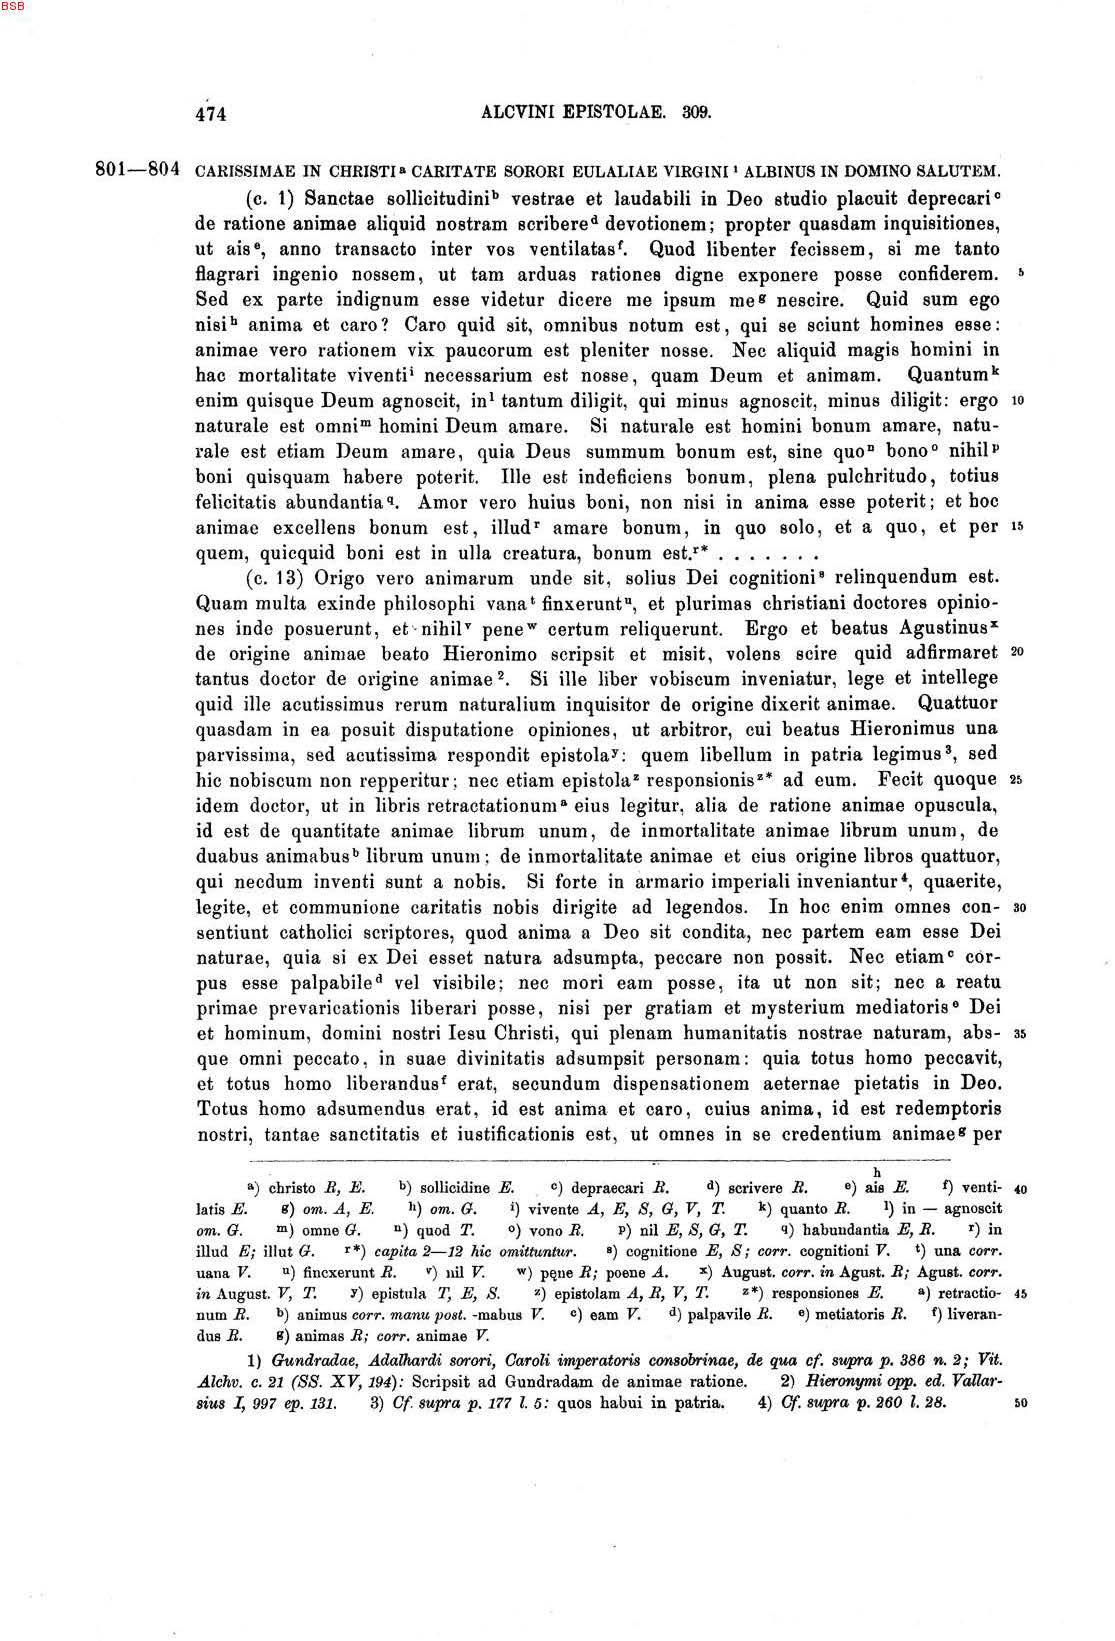 BSB
474 ALCVINI EPISTOLAE. 309.
801—804 CARISSIMAE IN CHRISTI a CARITATE SORORI EULALIAE VIRGINI 1 ALBINUS IN DOMINO SALUTEM.
(c. 1) Sanctae sollicitudini b vestrae et laudabili in Deo studio placuit deprecari c
de ratione animae aliquid nostram scribere d devotionem; propter quasdam inquisitiones,
ut ais e, anno transacto inter vos ventilatas f. Quod libenter fecissem, si me tanto
flagrari ingenio nossem, ut tam arduas rationes digne exponere posse confiderem. 5
Sed ex parte indignum esse videtur dicere me ipsum me g nescire. Quid sum ego
nisi h anima et caro? Caro quid sit, omnibus notum est, qui se sciunt homines esse:
animae vero rationem vix paucorum est pleniter nosse. Nec aliquid magis homini in
hac mortalitate viventi i necessarium est nosse, quam Deum et animam. Quantum k
enim quisque Deum agnoscit, in l tantum diligit, qui minus agnoscit, minus diligit: ergo 10
naturale est omni m homini Deum amare. Si naturale est homini bonum amare, natu-
rale est etiam Deum amare, quia Deus summum bonum est, sine quo n bono o nihil p
boni quisquam habere poterit. Ille est indeficiens bonum, plena pulchritudo, totius
felicitatis abundantia q. Amor vero huius boni, non nisi in anima esse poterit; et hoc
animae excellens bonum est, illud r amare bonum, in quo solo, et a quo, et per 15
quem, quicquid boni est in ulla creatura, bonum est. r* . . . . . . .
(c. 13) Origo vero animarum unde sit, solius Dei cognitioni s relinquendum est.
Quam multa exinde philosophi vana t finxerunt u, et plurimas christiani doctores opinio-
nes inde posuerunt, et nihil v pene w certum reliquerunt. Ergo et beatus Agustinus x
de origine animae beato Hieronimo scripsit et misit, volens scire quid adfirmaret 20
tantus doctor de origine animae 2. Si ille liber vobiscum inveniatur, lege et intellege
quid ille acutissimus rerum naturalium inquisitor de origine dixerit animae. Quattuor
quasdam in ea posuit disputatione opiniones, ut arbitror, cui beatus Hieronimus una
parvissima, sed acutissima respondit epistola y: quem libellum in patria legimus 3, sed
hic nobiscum non repperitur; nec etiam epistola z responsionis z* ad eum. Fecit quoque 25
idem doctor, ut in libris retractationum a eius legitur, alia de ratione animae opuscula,
id est de quantitate animae librum unum, de inmortalitate animae librum unum, de
duabus animabus b librum unum; de inmortalitate animae et eius origine libros quattuor,
qui necdum inventi sunt a nobis. Si forte in armario imperiali inveniantur 4, quaerite,
legite, et communione caritatis nobis dirigite ad legendos. In hoc enim omnes con- 30
sentiunt catholici scriptores, quod anima a Deo sit condita, nec partem eam esse Dei
naturae, quia si ex Dei esset natura adsumpta, peccare non possit. Nec etiam c cor-
pus esse palpabile d vel visibile; nec mori eam posse, ita ut non sit; nec a reatu
primae prevaricationis liberari posse, nisi per gratiam et mysterium mediatoris e Dei
et hominum, domini nostri Iesu Christi, qui plenam humanitatis nostrae naturam, abs- 35
que omni peccato, in suae divinitatis adsumpsit personam: quia totus homo peccavit,
et totus homo liberandus f erat, secundum dispensationem aeternae pietatis in Deo.
Totus homo adsumendus erat, id est anima et caro, cuius anima, id est redemptoris
nostri, tantae sanctitatis et iustificationis est, ut omnes in se credentium animae g per
h
a) christo R, E. b) sollicidine E. c) depraecari R. d) scrivere R. e) ais E. f) venti- 40
latis E. g) om. A, E. h) om. G. i) vivente A, E, S, G, V, T. k) quanto R. l) in — agnoscit
om. G. m) omne G. n) quod T. o) vono R. p) nil E, S, G, T. q) habundantia E, R. r) in
illud E; illut G. r*) capita 2—12 hic omittuntur. s) cognitione E, S; corr. cognitioni V. t) una corr.
uana V. u) fincxerunt R. v) nil V. w) pęne R; poene A. x) August. corr. in Agust. R; Agust. corr.
in August. V, T. y) epistula T, E, S. z) epistolam A, R, V, T. z*) responsiones E. a) retractio- 45
num R. b) animus corr. manu post. -mabus V. c) eam V. d) palpavile R. e) metiatoris R. f) liveran-
dus R. g) animas R; corr. animae V.
1) Gundradae, Adalhardi sorori, Caroli imperatoris consobrinae, de qua cf. supra p. 386 n. 2; Vit.
Alchv. c. 21 (SS. XV, 194): Scripsit ad Gundradam de animae ratione. 2) Hieronymi opp. ed. Vallar-
sius I, 997 ep. 131. 3) Cf. supra p. 177 l. 5: quos habui in patria. 4) Cf. supra p. 260 l. 28. 50